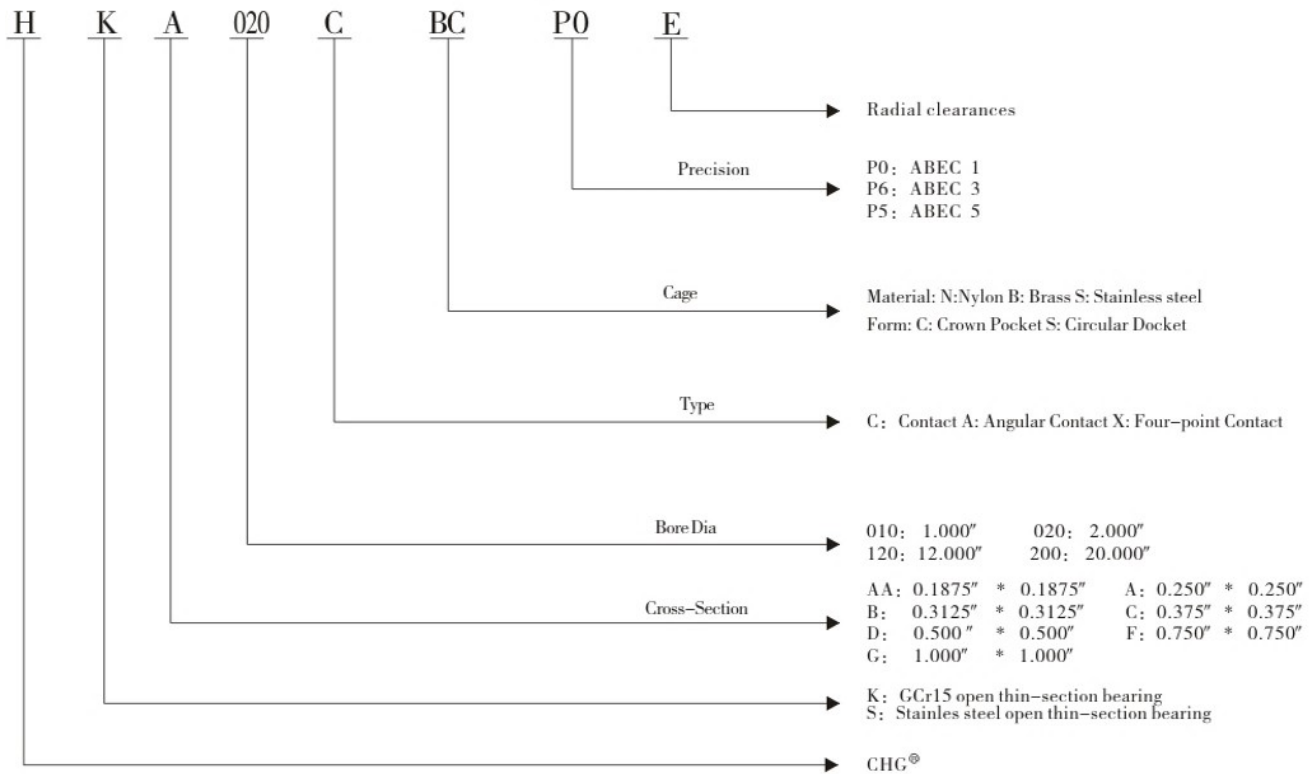 H K A 020 C BC P0 E
Radial clearances
Precision
P0: ABEC 1
P6: ABEC 3
P5: ABEC 5
Cage
Material: N:Nylon B: Brass S: Stainless steel
Form: C: Crown Pocket S: Circular Docket
Type
C: Contact A: Angular Contact X: Four-point Contact
Bore Dia
010: 1.000" 020: 2.000"
120: 12.000" 200: 20.000"
Cross-Section
AA: 0.1875" * 0.1875" A: 0.250" * 0.250"
B: 0.3125" * 0.3125" C: 0.375" * 0.375"
D: 0.500" * 0.500" F: 0.750" * 0.750"
G: 1.000" * 1.000"
K: GCr15 open thin-section bearing
S: Stainles steel open thin-section bearing
CHG®